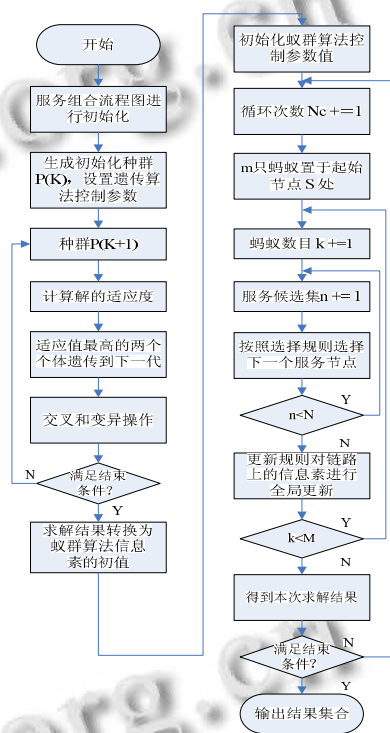 开始
服务组合流程图进
行初始化
生成初始化种群
P(K)，设置遗传算
法控制参数
种群P(K+1)
计算解的适应度
适应值最高的两个
个体遗传到下一代
交叉和变异操作
N
满足结束
条件？
Y
求解结果转换为
蚁群算法信息
素的初值
初始化蚁群算法控
制参数值
循环次数 Nc +=1
m只蚂蚁置于起始
节点 S 处
蚂蚁数目 k +=1
服务候选集n += 1
按照选择规则选择
下一个服务节点
Y
n<N
N
更新规则对链路
上的信息素进行
全局更新
Y
k<M
N
得到本次求解结果
N
满足结束
条件？
Y
输出结果集合